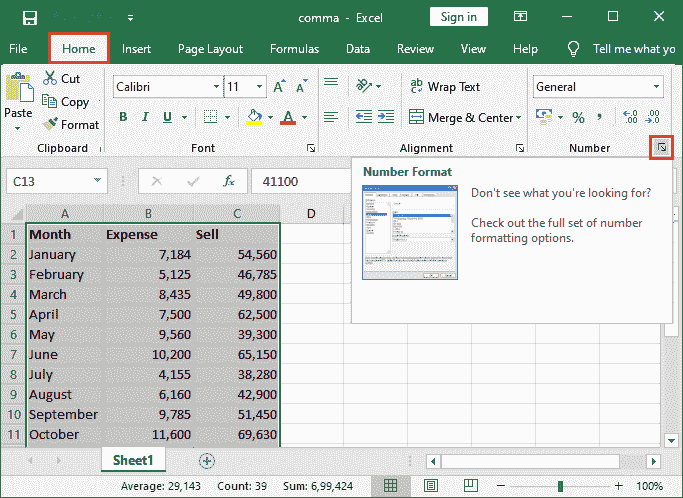 comma - Excel
Sign in
File Home Insert Page Layout Formulas Data Review View Help Tell me what yo
Paste
Cut
Copy
Format
Calibri 11
B I U
Wrap Text
Merge & Center
General
% ,
Clipboard Font Alignment Number
C13 fx 41100
Number Format
Don't see what you're looking for?
Check out the full set of number
formatting options.
A B C D
1 Month Expense Sell
2 January 7,184 54,560
3 February 5,125 46,785
4 March 8,435 49,800
5 April 7,500 62,500
6 May 9,560 39,300
7 June 10,200 65,150
8 July 4,155 38,280
9 August 6,160 42,900
10 September 9,785 51,450
11 October 11,600 69,630
Sheet1
Average: 29,143 Count: 39 Sum: 6,99,424 100%